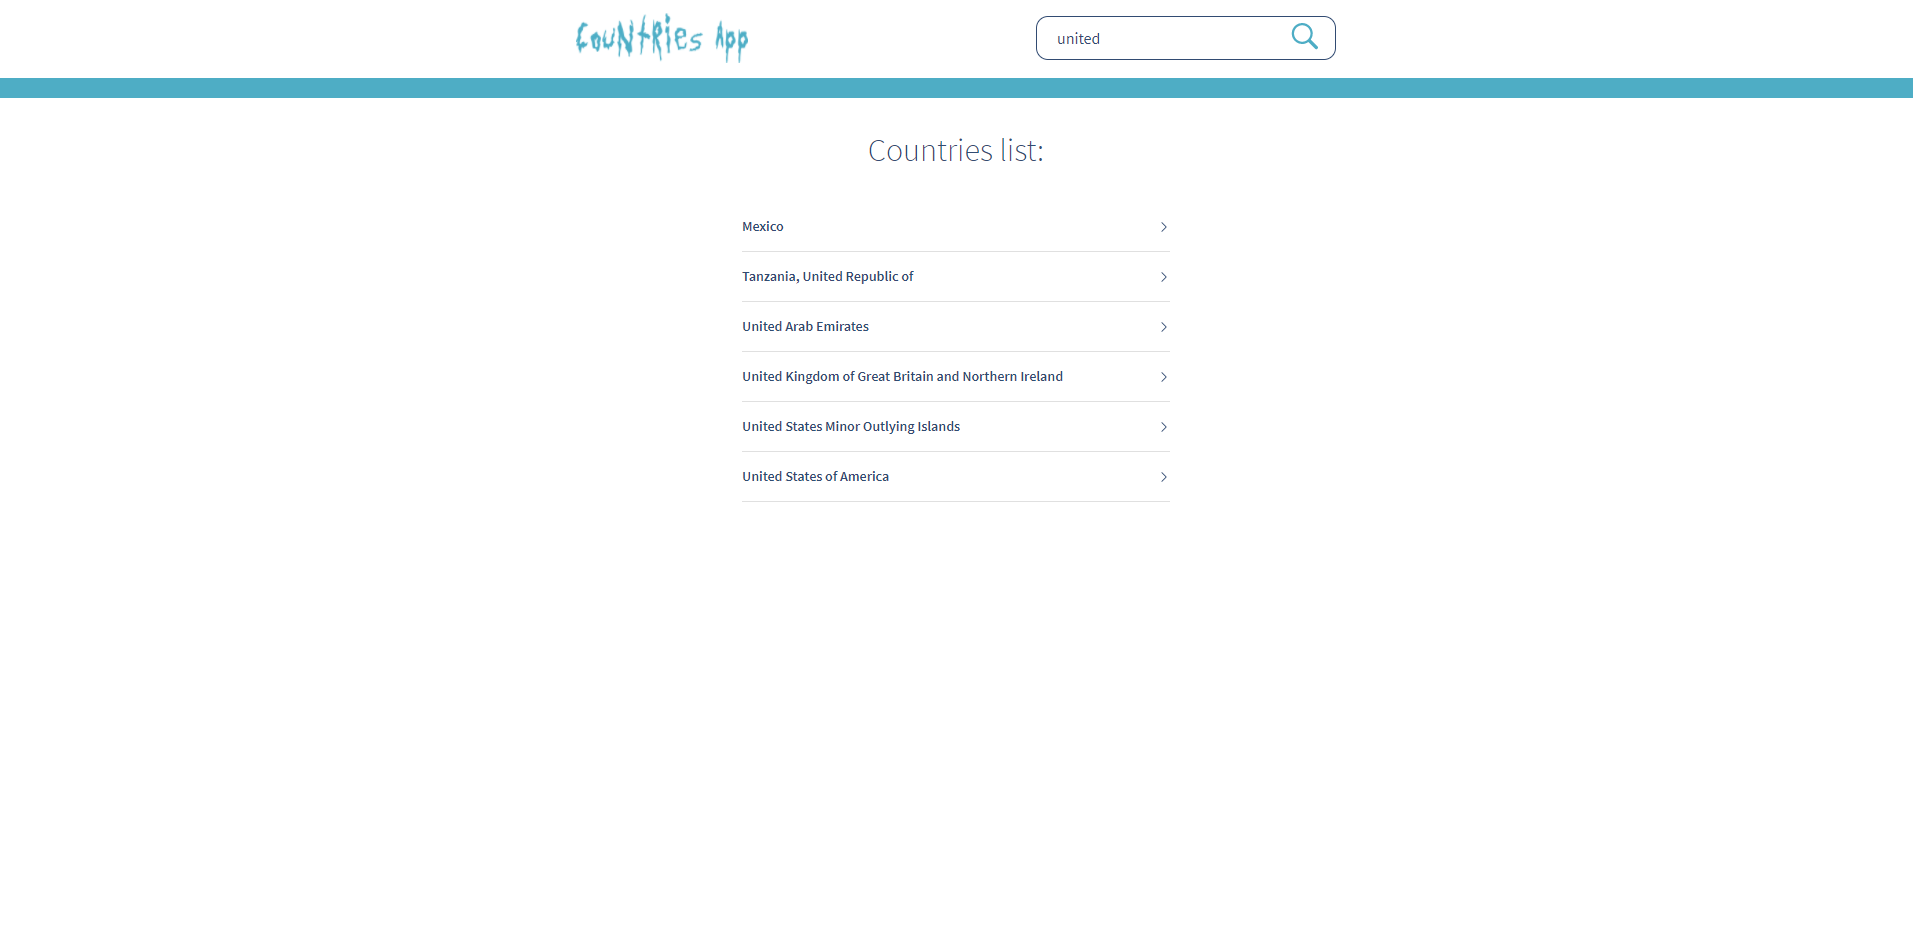 CouNtRies App
united
Countries list:
Mexico
Tanzania, United Republic of
United Arab Emirates
United Kingdom of Great Britain and Northern Ireland
United States Minor Outlying Islands
United States of America